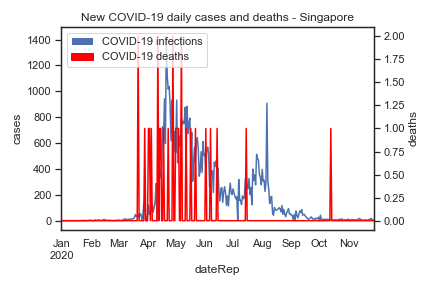 New COVID-19 daily cases and deaths - Singapore
COVID-19 infections
COVID-19 deaths
1400
1200
1000
800
600
400
200
0
cases
2.00
1.75
1.50
1.25
1.00
0.75
0.50
0.25
0.00
deaths
Jan Feb Mar Apr May Jun Jul Aug Sep Oct Nov
2020
dateRep